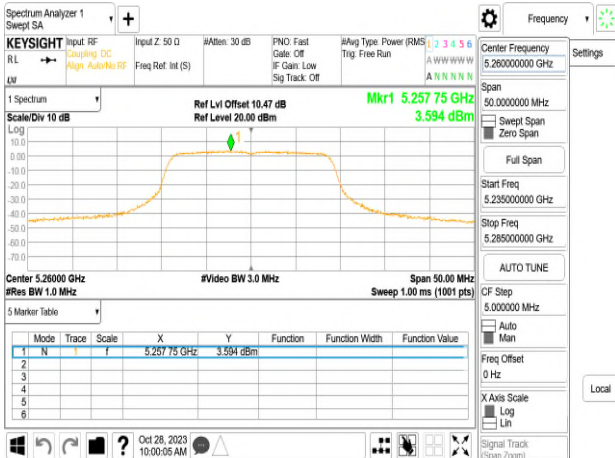 Spectrum Analyzer 1
Swept SA
+
Frequency
KEYSIGHT
RL
Input: RF
Coupling: DC
Align: Auto/No RF
Input Z: 50 Ω
Freq Ref: Int (S)
#Atten: 30 dB
PNO: Fast
Gate: Off
IF Gain: Low
Sig Track: Off
#Avg Type: Power (RMS
Trig: Free Run
1 2 3 4 5 6
A W W W W W
A N N N N N
1 Spectrum
Scale/Div 10 dB
Ref Lvl Offset 10.47 dB
Ref Level 20.00 dBm
Mkr1 5.257 75 GHz
3.594 dBm
Log
10.0
0.00
-10.0
-20.0
-30.0
-40.0
-50.0
-60.0
-70.0
1
Center 5.26000 GHz
#Res BW 1.0 MHz
#Video BW 3.0 MHz
Span 50.00 MHz
Sweep 1.00 ms (1001 pts)
5 Marker Table
Mode Trace Scale X Y Function Function Width Function Value
1 N 1 f 5.257 75 GHz 3.594 dBm
2
3
4
5
6
Oct 28, 2023
10:00:05 AM
Center Frequency
5.260000000 GHz
Settings
Span
50.0000000 MHz
Swept Span
Zero Span
Full Span
Start Freq
5.235000000 GHz
Stop Freq
5.285000000 GHz
AUTO TUNE
CF Step
5.000000 MHz
Auto
Man
Freq Offset
0 Hz
X Axis Scale
Log
Lin
Local
Signal Track
(Span Zoom)